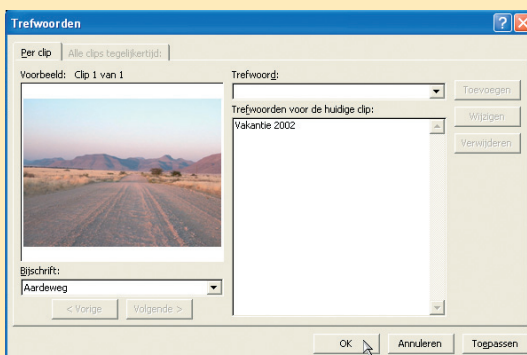 Trefwoorden
Per clip
Alle clips tegelijkertijd:
Voorbeeld: Clip 1 van 1
Trefwoord:
Toevoegen
Trefwoorden voor de huidige clip:
Vakantie 2002
Wijzigen
Verwijderen
Bijschrift:
Aardeweg
< Vorige
Volgende >
OK
Annuleren
Toepassen